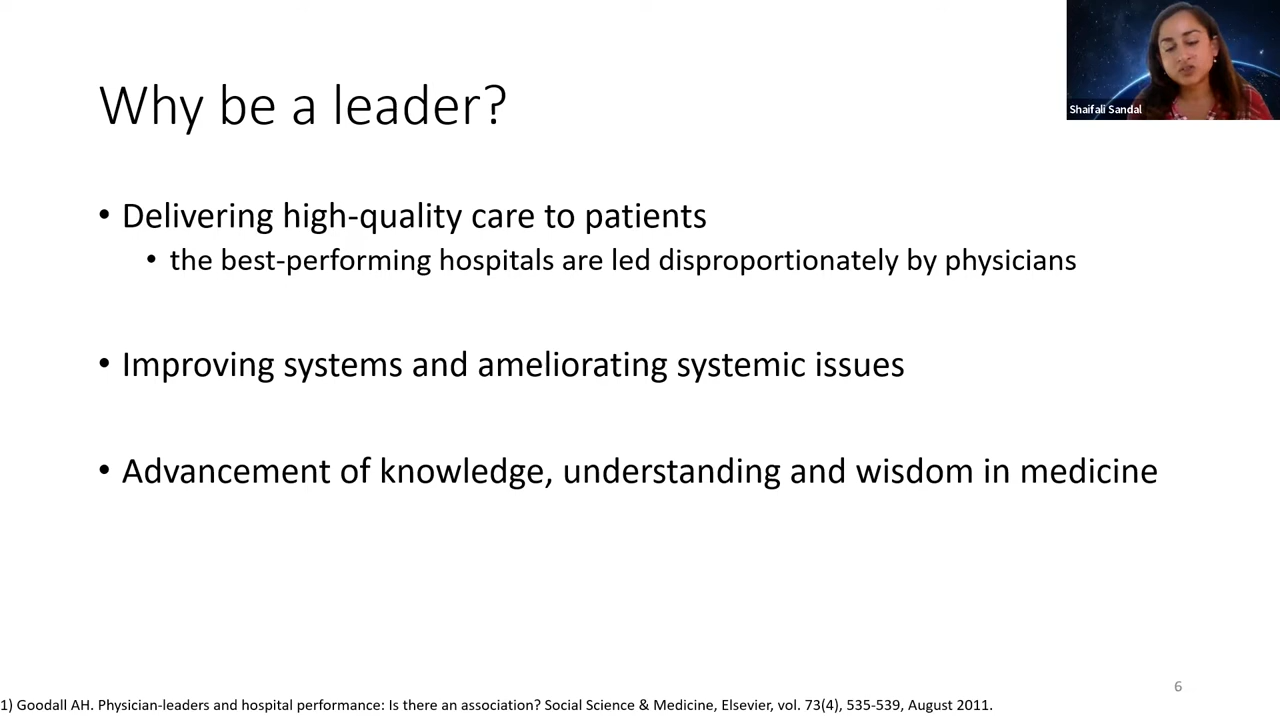 Why be a leader?
Shaifali Sandal
• Delivering high-quality care to patients
• the best-performing hospitals are led disproportionately by physicians
• Improving systems and ameliorating systemic issues
• Advancement of knowledge, understanding and wisdom in medicine
6
1) Goodall AH. Physician-leaders and hospital performance: Is there an association? Social Science & Medicine, Elsevier, vol. 73(4), 535-539, August 2011.